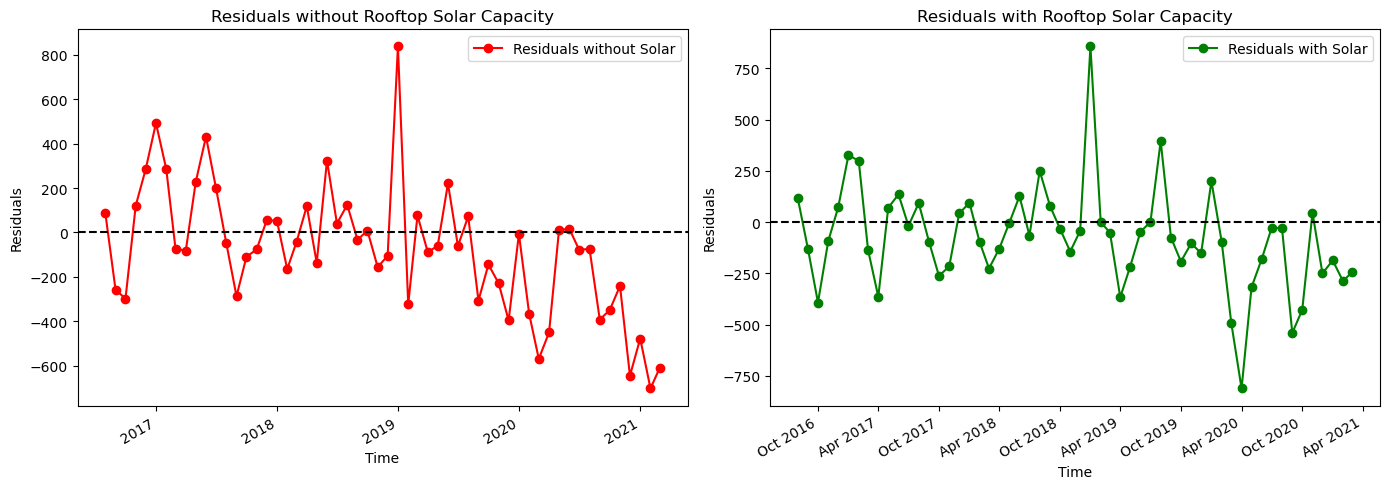 Residuals without Rooftop Solar Capacity
Residuals without Solar
Residuals
800
600
400
200
0
−200
−400
−600
2017
2018
2019
2020
2021
Time
Residuals with Rooftop Solar Capacity
Residuals with Solar
Residuals
750
500
250
0
−250
−500
−750
Oct 2016
Apr 2017
Oct 2017
Apr 2018
Oct 2018
Apr 2019
Oct 2019
Apr 2020
Oct 2020
Apr 2021
Time